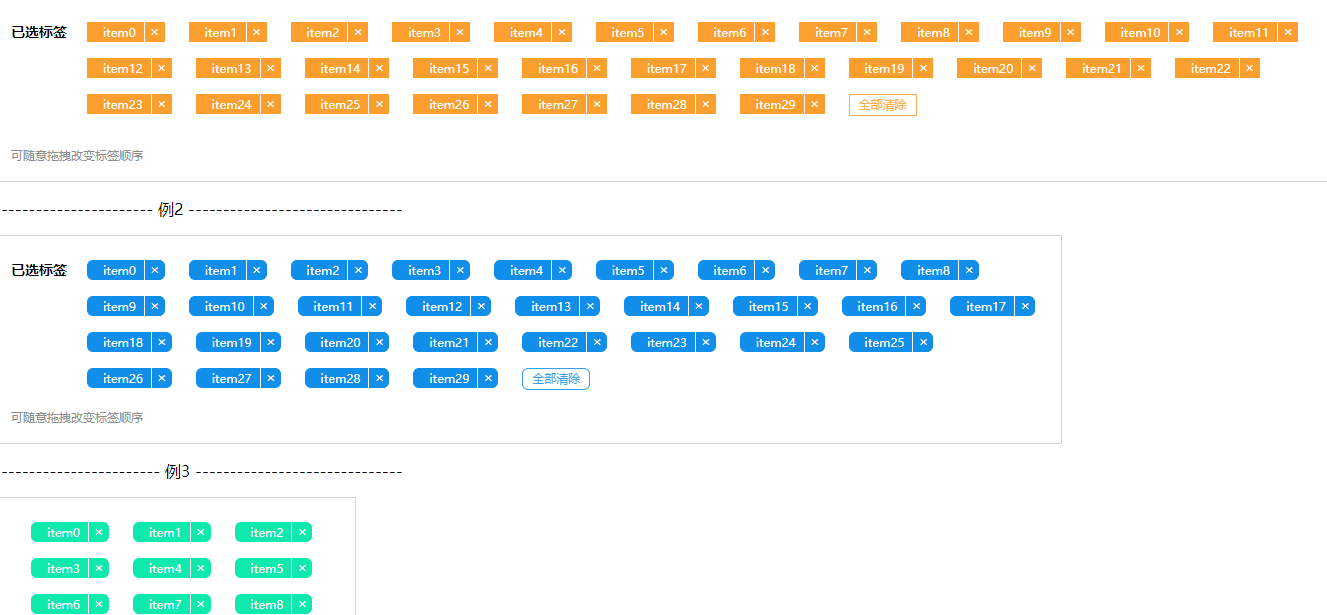 已选标签 item0 × item1 × item2 × item3 × item4 × item5 × item6 × item7 × item8 × item9 × item10 × item11 ×
item12 × item13 × item14 × item15 × item16 × item17 × item18 × item19 × item20 × item21 × item22 ×
item23 × item24 × item25 × item26 × item27 × item28 × item29 × 全部清除
可随意拖拽改变标签顺序
---------------------- 例2 -------------------------------
已选标签 item0 × item1 × item2 × item3 × item4 × item5 × item6 × item7 × item8 ×
item9 × item10 × item11 × item12 × item13 × item14 × item15 × item16 × item17 ×
item18 × item19 × item20 × item21 × item22 × item23 × item24 × item25 ×
item26 × item27 × item28 × item29 × 全部清除
可随意拖拽改变标签顺序
----------------------- 例3 ------------------------------
item0 × item1 × item2 ×
item3 × item4 × item5 ×
item6 × item7 × item8 ×